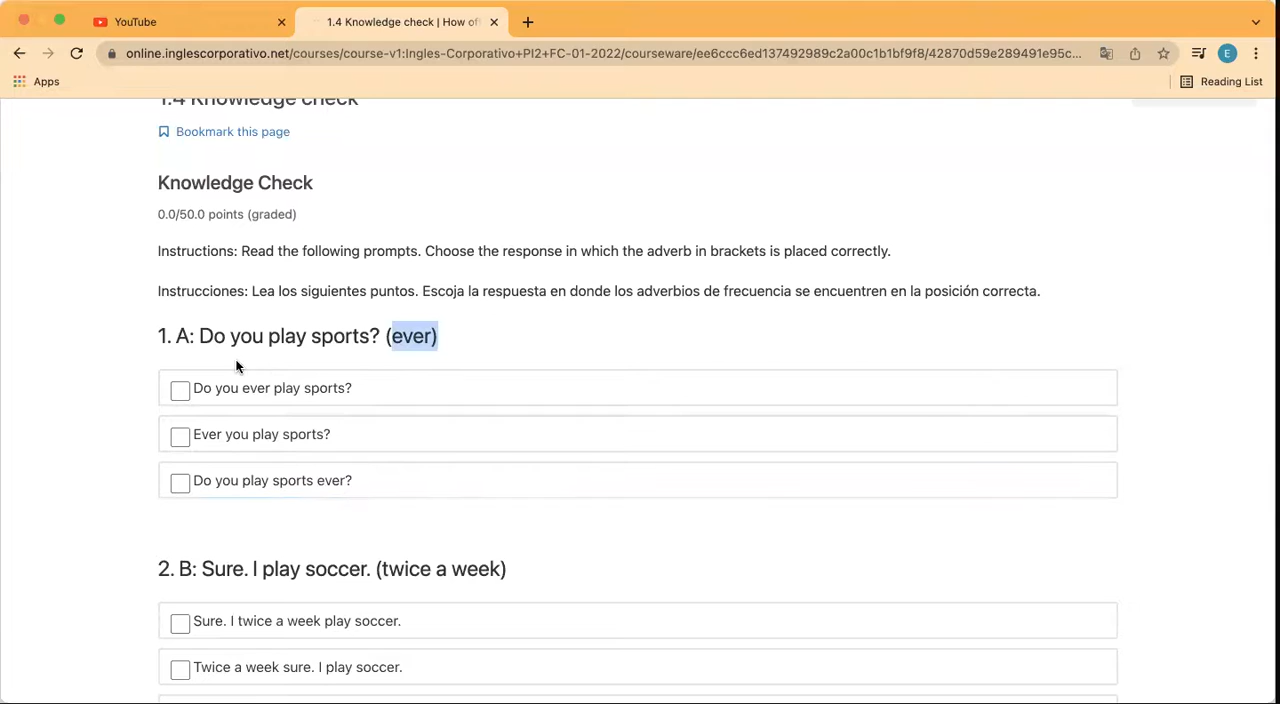 YouTube
1.4 Knowledge check | How of
online.inglescorporativo.net/courses/course-v1:Ingles-Corporativo+PI2+FC-01-2022/courseware/ee6ccc6ed137492989c2a00c1b1bf9f8/42870d59e289491e95c...
E
Apps
Reading List
1.4 Knowledge check
Bookmark this page
Knowledge Check
0.0/50.0 points (graded)
Instructions: Read the following prompts. Choose the response in which the adverb in brackets is placed correctly.
Instrucciones: Lea los siguientes puntos. Escoja la respuesta en donde los adverbios de frecuencia se encuentren en la posición correcta.
1. A: Do you play sports? (ever)
Do you ever play sports?
Ever you play sports?
Do you play sports ever?
2. B: Sure. I play soccer. (twice a week)
Sure. I twice a week play soccer.
Twice a week sure. I play soccer.